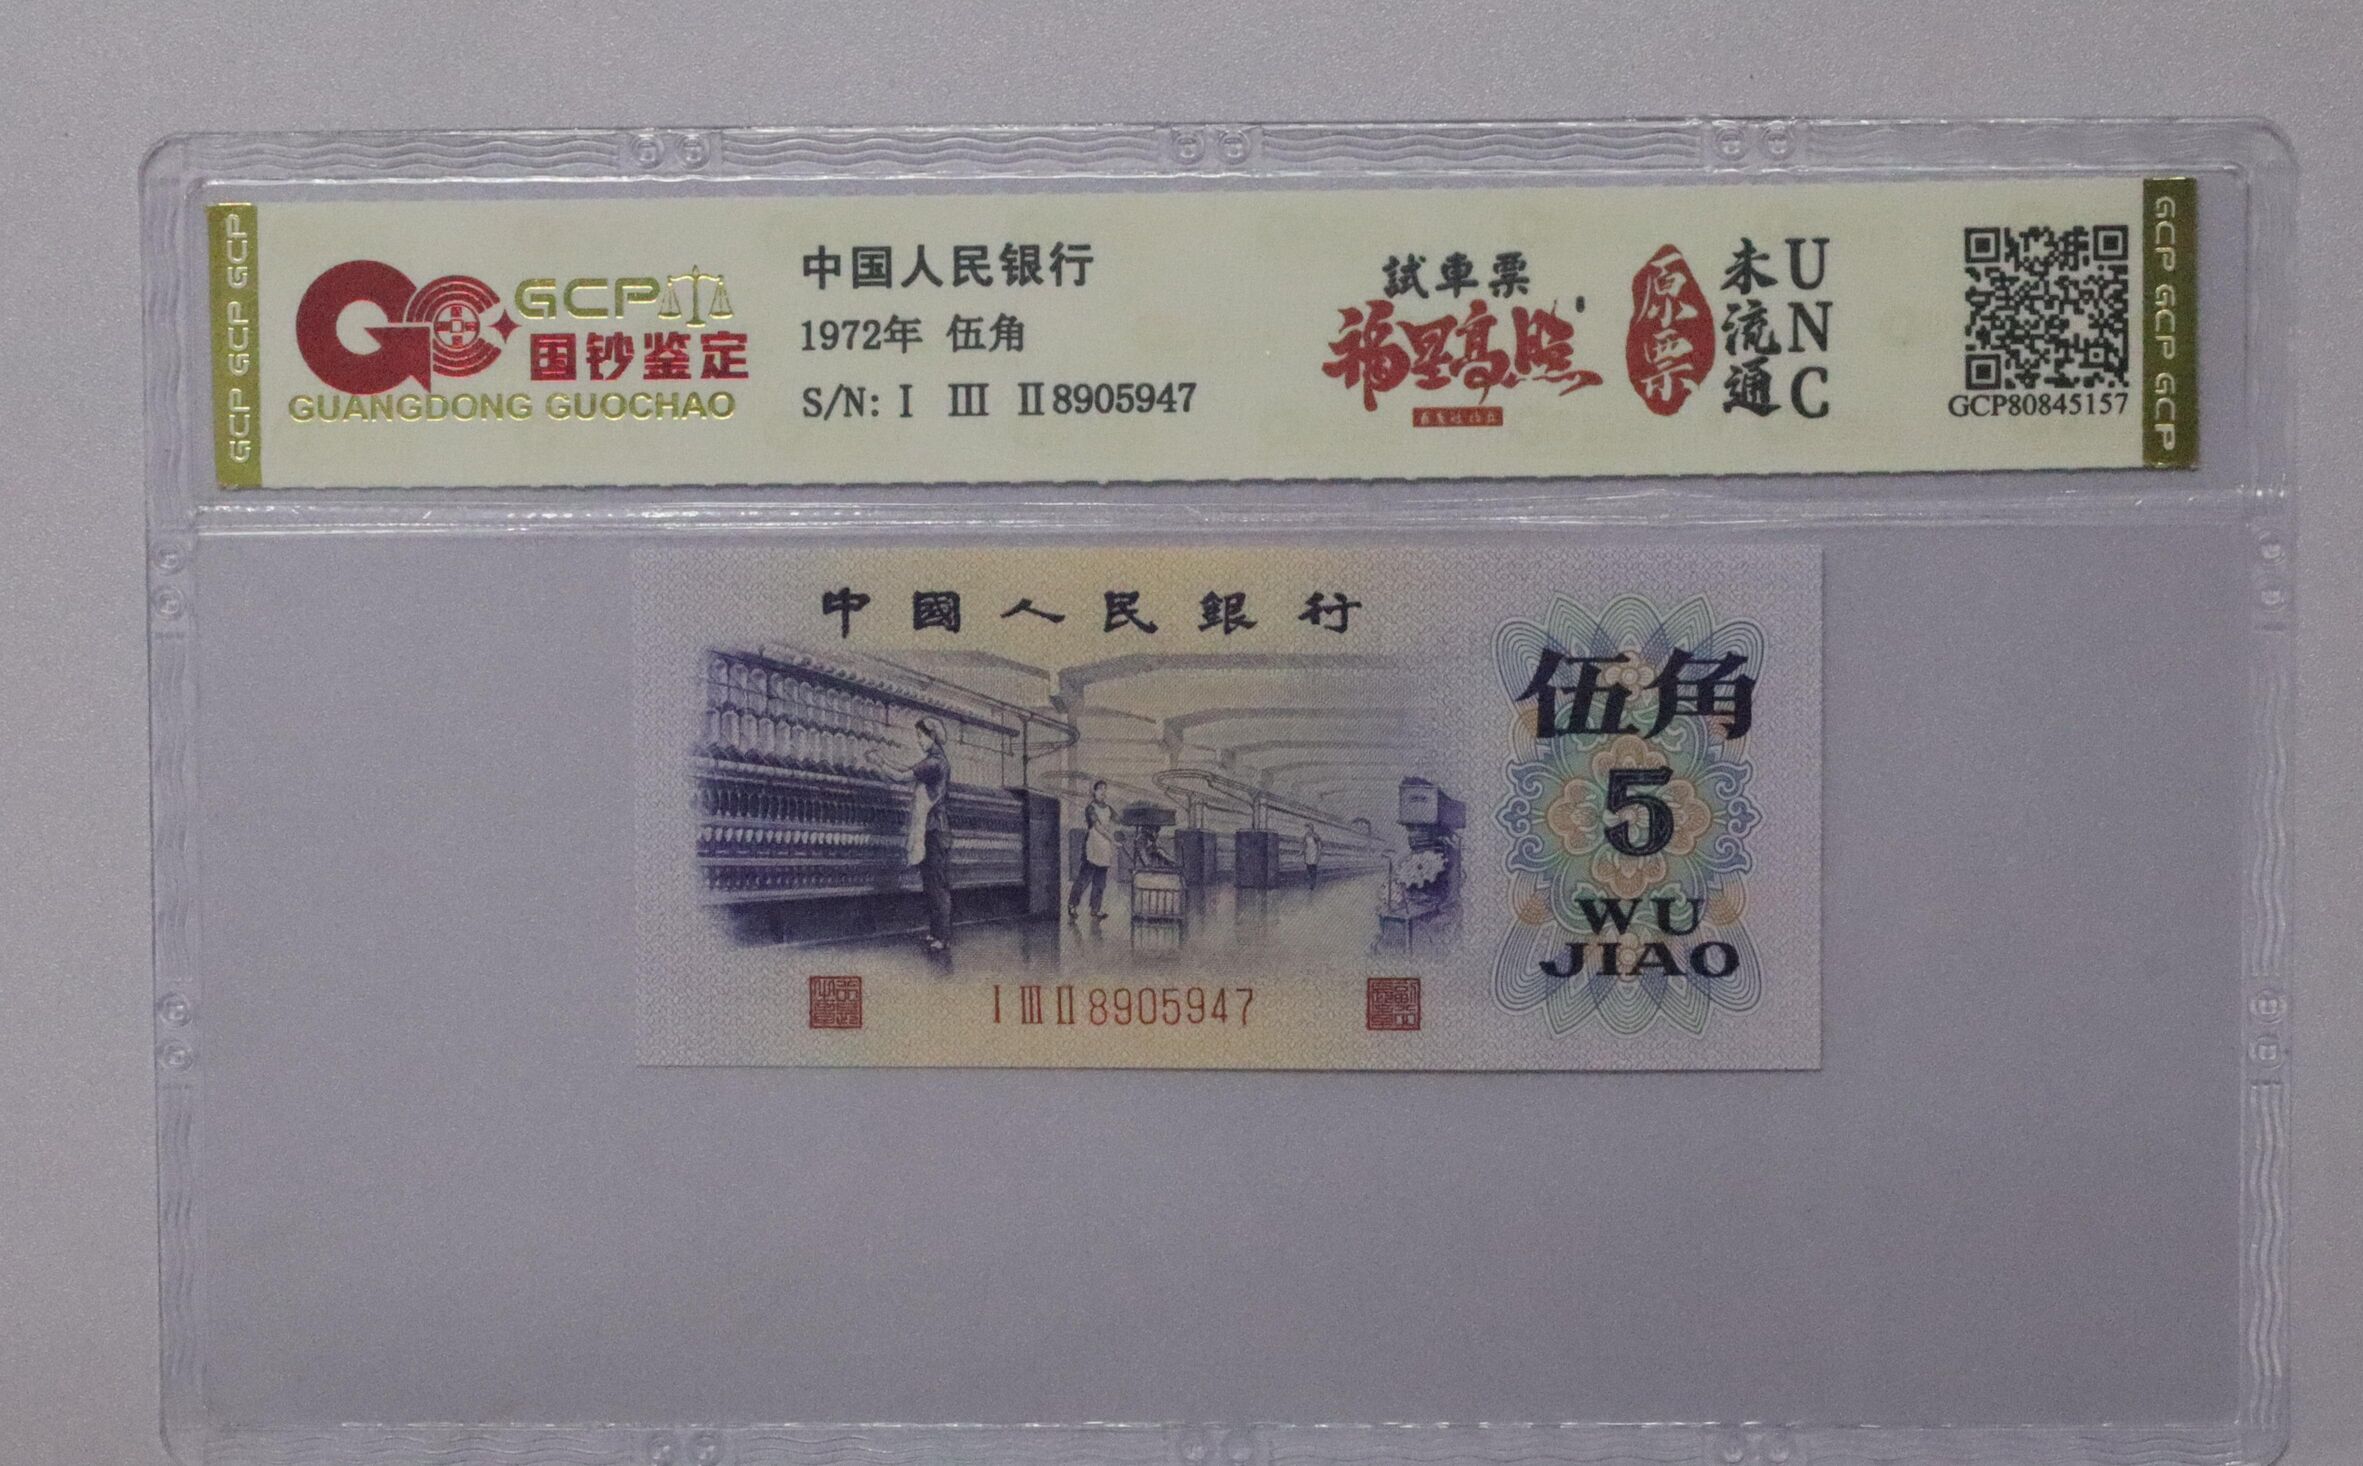 GCP GCP GCP
GCP
国钞鉴定
GUANGDONG GUOCHAO
中国人民银行
1972年 伍角
S/N: Ⅰ Ⅲ Ⅱ8905947
試車票
福星高照
原票
未流通
UNC
GCP80845157
GCP GCP GCP
中國人民銀行
伍角
5
WU
JIAO
Ⅰ Ⅲ Ⅱ 8905947